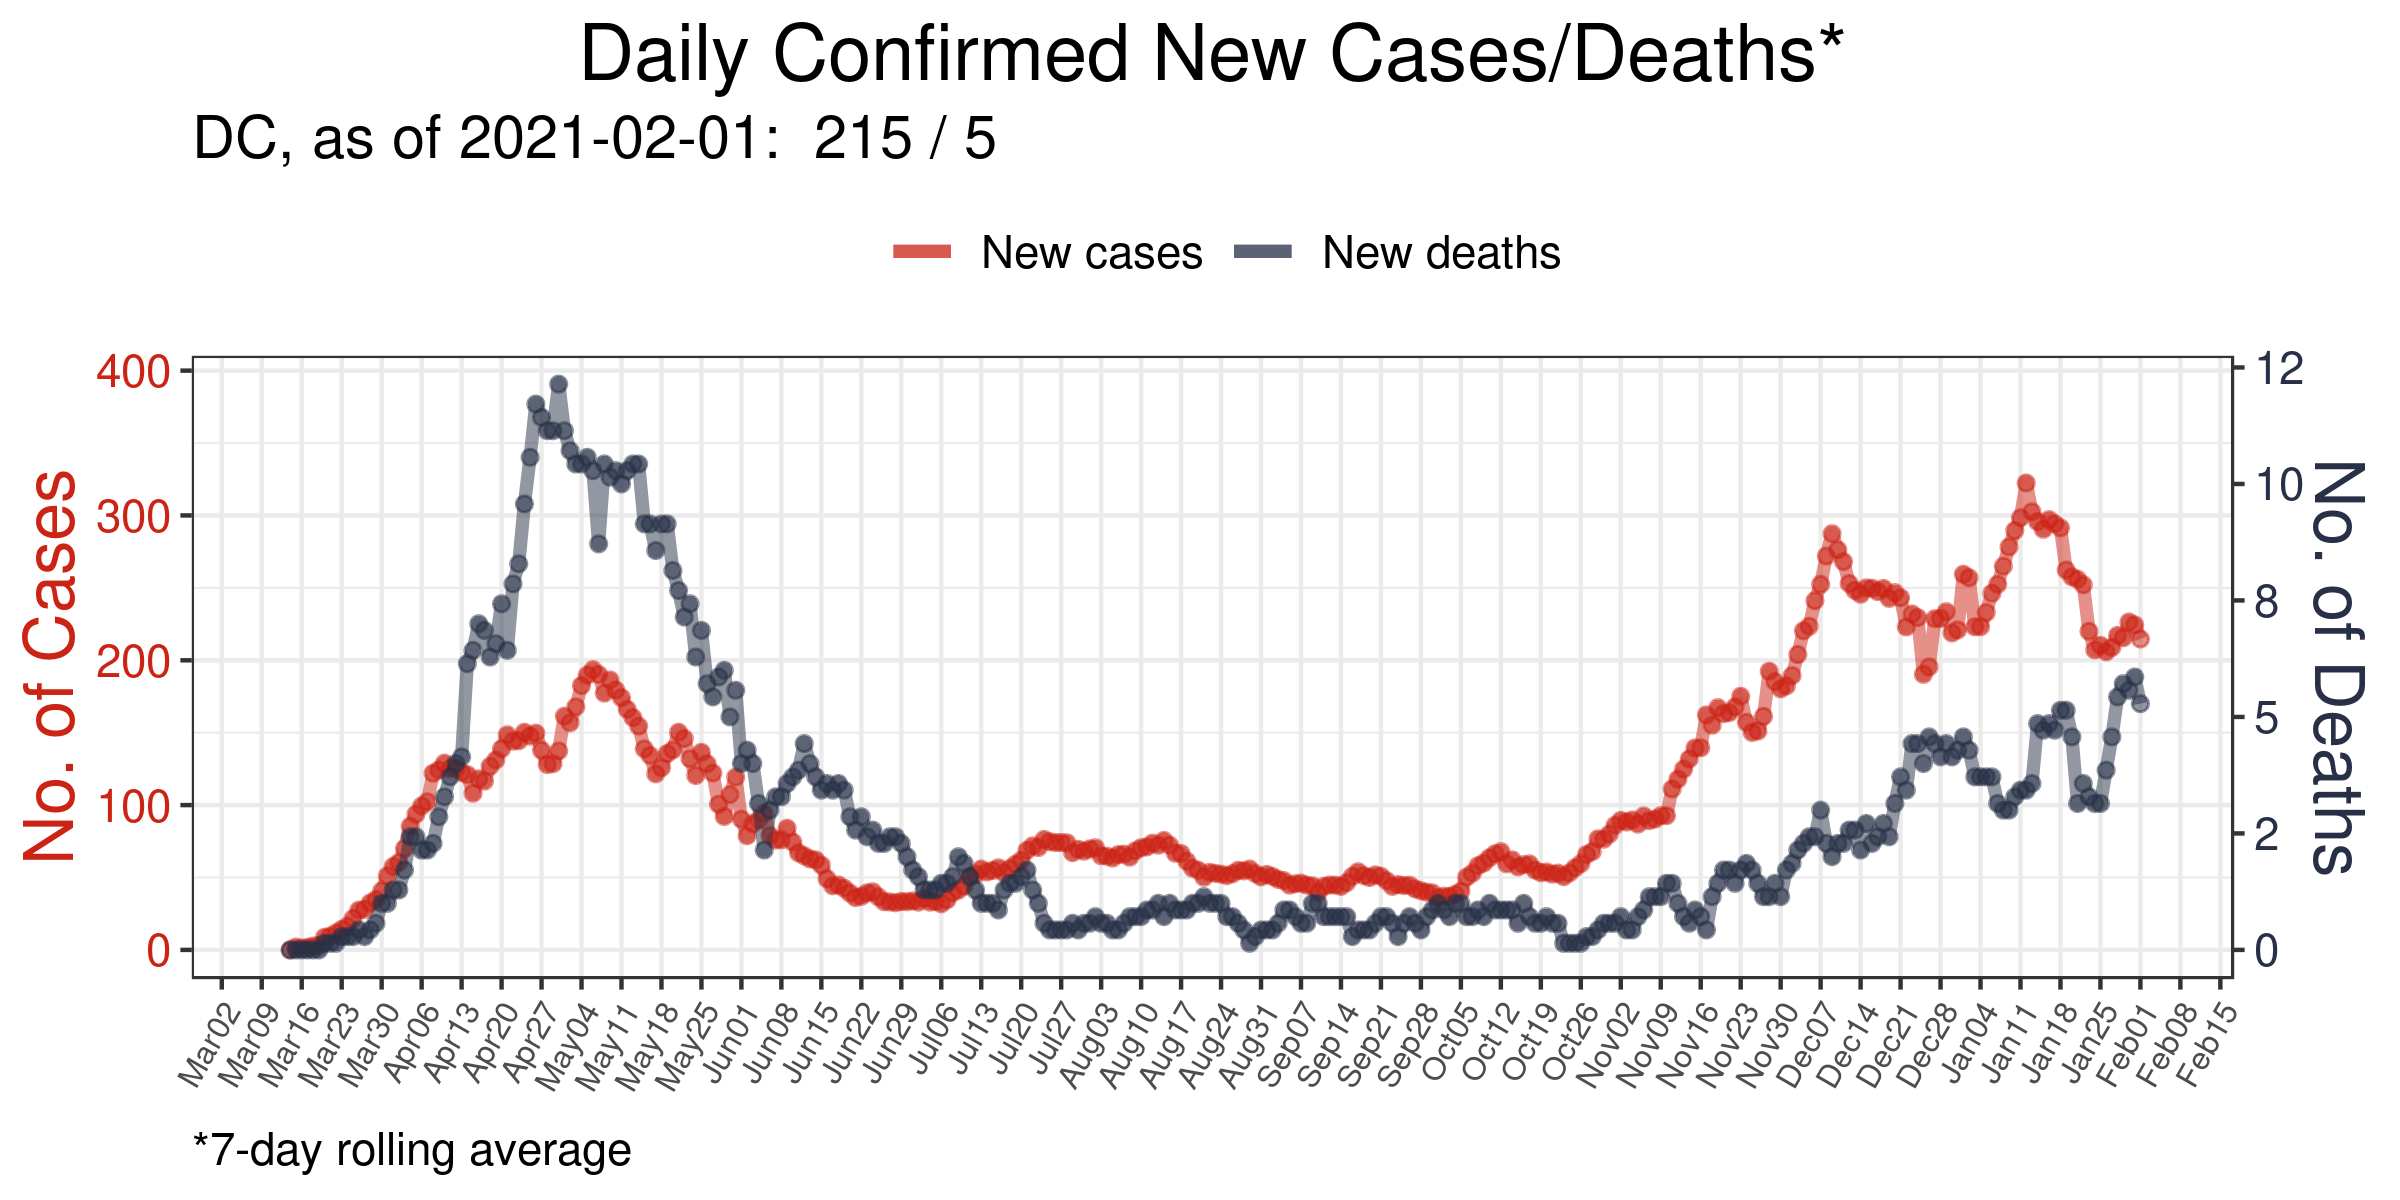 Daily Confirmed New Cases/Deaths*
DC, as of 2021-02-01:  215 / 5
New cases
New deaths
No. of Cases
400
300
200
100
0
12
10
8
5
2
0
No. of Deaths
Mar02
Mar09
Mar16
Mar23
Mar30
Apr06
Apr13
Apr20
Apr27
May04
May11
May18
May25
Jun01
Jun08
Jun15
Jun22
Jun29
Jul06
Jul13
Jul20
Jul27
Aug03
Aug10
Aug17
Aug24
Aug31
Sep07
Sep14
Sep21
Sep28
Oct05
Oct12
Oct19
Oct26
Nov02
Nov09
Nov16
Nov23
Nov30
Dec07
Dec14
Dec21
Dec28
Jan04
Jan11
Jan18
Jan25
Feb01
Feb08
Feb15
*7-day rolling average